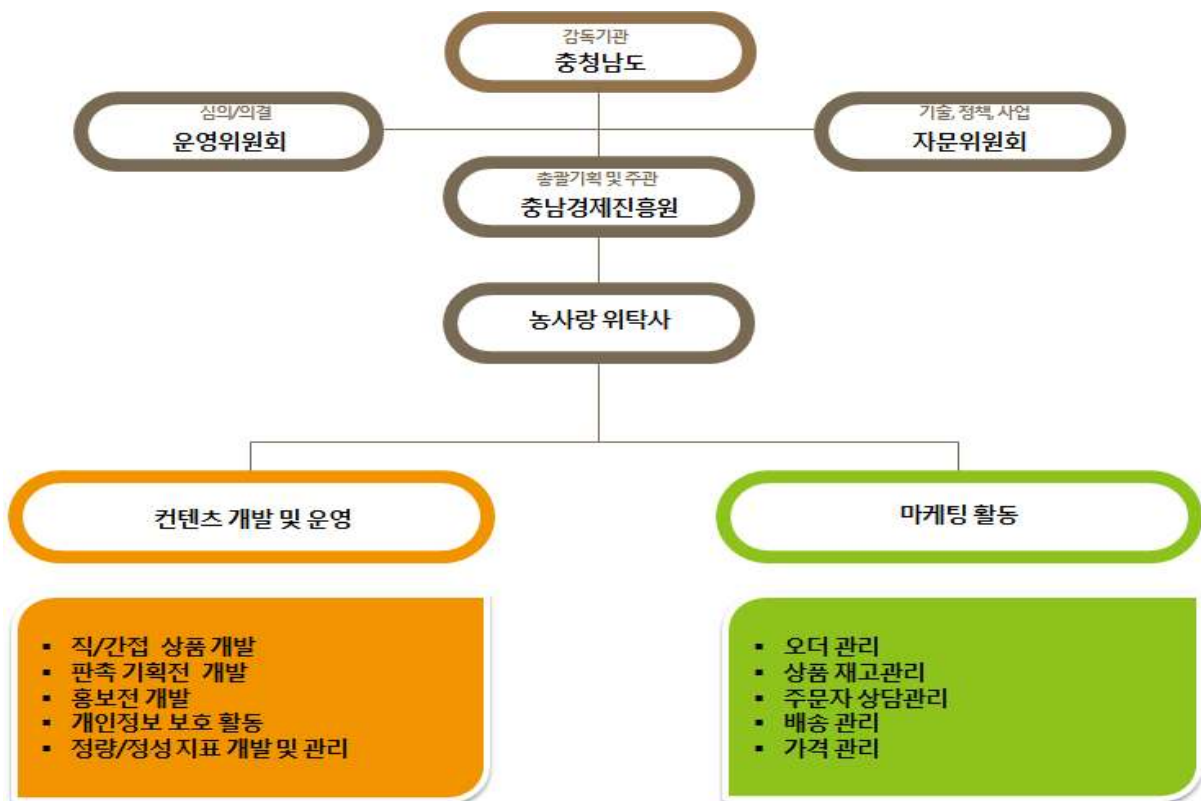 감독기관
충청남도
심의/의결
운영위원회
기술, 정책, 사업
자문위원회
총괄기획 및 주관
충남경제진흥원
농사랑 위탁사
컨텐츠 개발 및 운영
마케팅 활동
▪ 직/간접 상품 개발
▪ 판촉 기획전 개발
▪ 홍보전 개발
▪ 개인정보 보호 활동
▪ 정량/정성 지표 개발 및 관리
▪ 오더 관리
▪ 상품 재고관리
▪ 주문자 상담관리
▪ 배송 관리
▪ 가격 관리